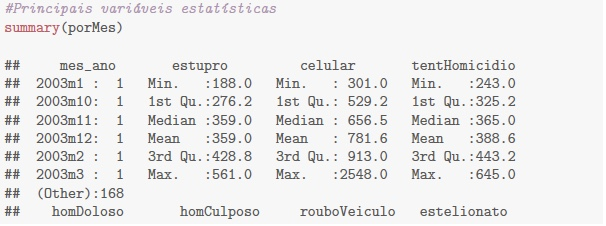 #Principais variáveis estatísticas
summary(porMes)
##     mes_ano       estupro         celular       tentHomicidio
##  2003m1 :  1   Min.   :188.0   Min.   : 301.0   Min.   :243.0
##  2003m10:  1   1st Qu.:276.2   1st Qu.: 529.2   1st Qu.:325.2
##  2003m11:  1   Median :359.0   Median : 656.5   Median :365.0
##  2003m12:  1   Mean   :359.0   Mean   : 781.6   Mean   :388.6
##  2003m2 :  1   3rd Qu.:428.8   3rd Qu.: 913.0   3rd Qu.:443.2
##  2003m3 :  1   Max.   :561.0   Max.   :2548.0   Max.   :645.0
##  (Other):168
##    homDoloso       homCulposo     rouboVeiculo   estelionato